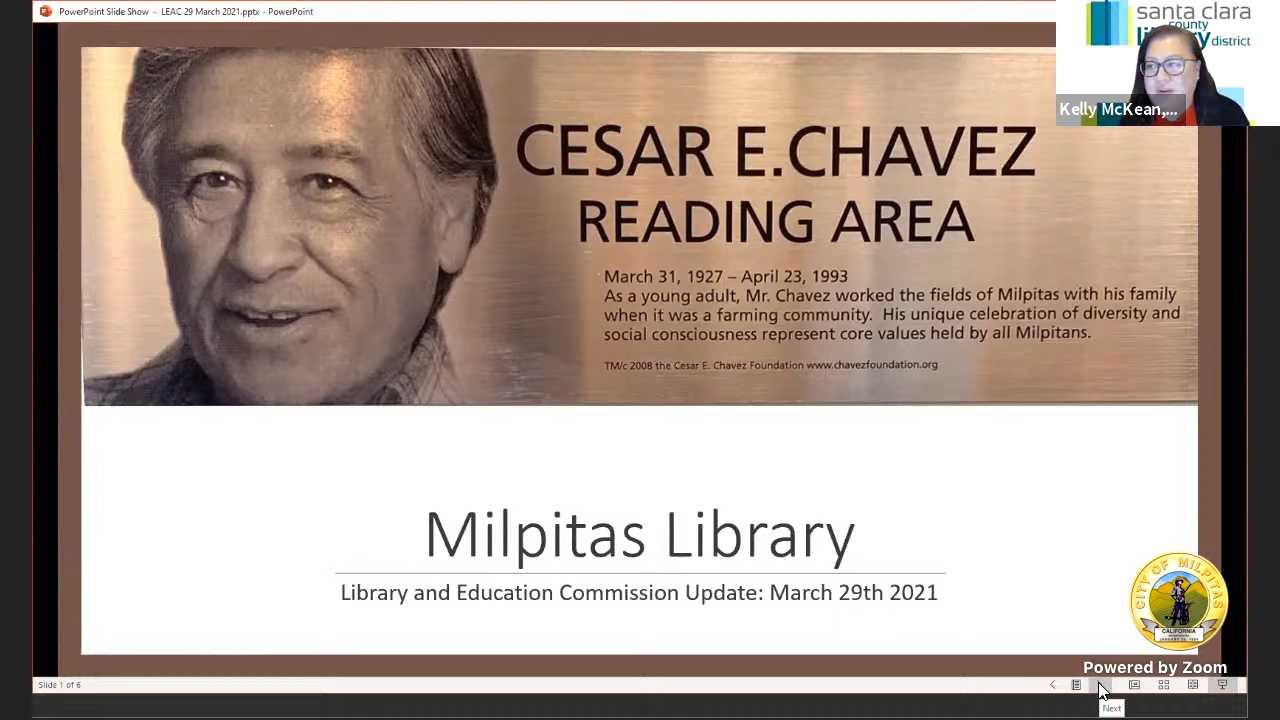 PowerPoint Slide Show - LEAC 29 March 2021.pptx - PowerPoint
santa clara
county
district
Kelly McKean,...
CESAR E.CHAVEZ
READING AREA
March 31, 1927 – April 23, 1993
As a young adult, Mr. Chavez worked the fields of Milpitas with his family
when it was a farming community. His unique celebration of diversity and
social consciousness represent core values held by all Milpitans.
TM/c 2008 the Cesar E. Chavez Foundation www.chavezfoundation.org
Milpitas Library
Library and Education Commission Update: March 29th 2021
CITY OF MILPITAS
CALIFORNIA
Powered by Zoom
Slide 1 of 6
Next